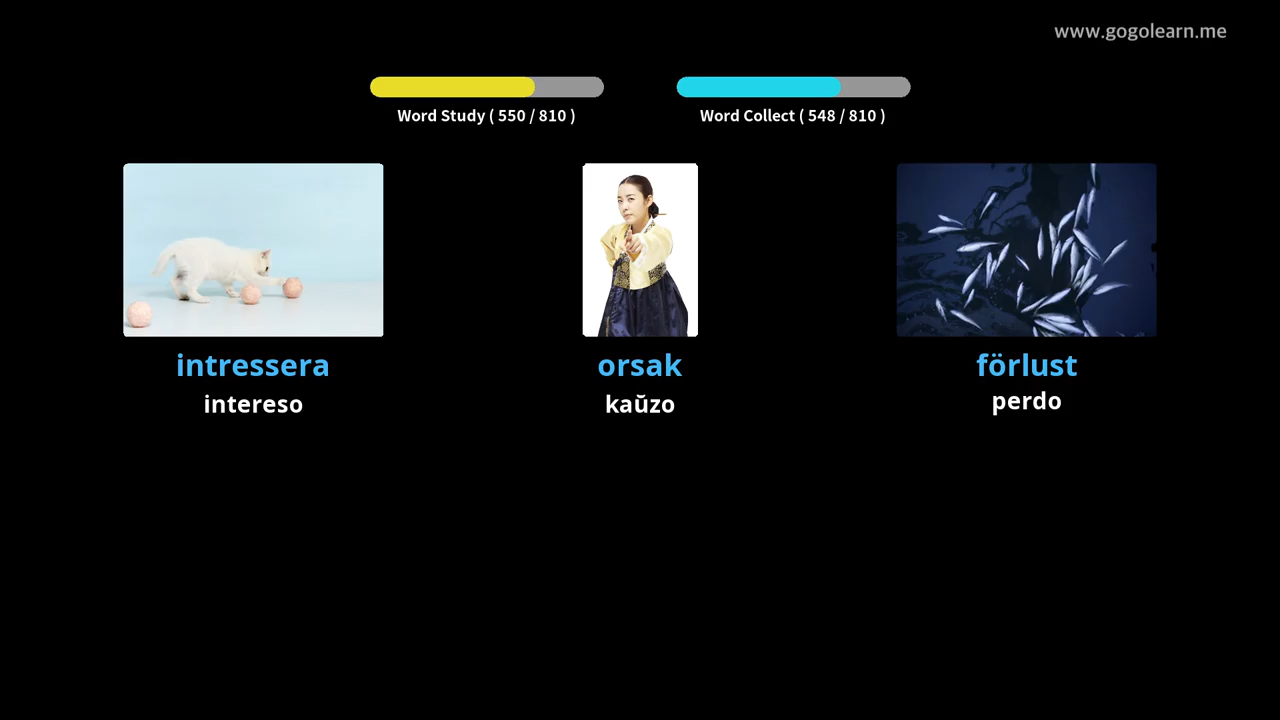 www.gogolearn.me
Word Study ( 550 / 810 )
Word Collect ( 548 / 810 )
intressera
intereso
orsak
kaŭzo
förlust
perdo